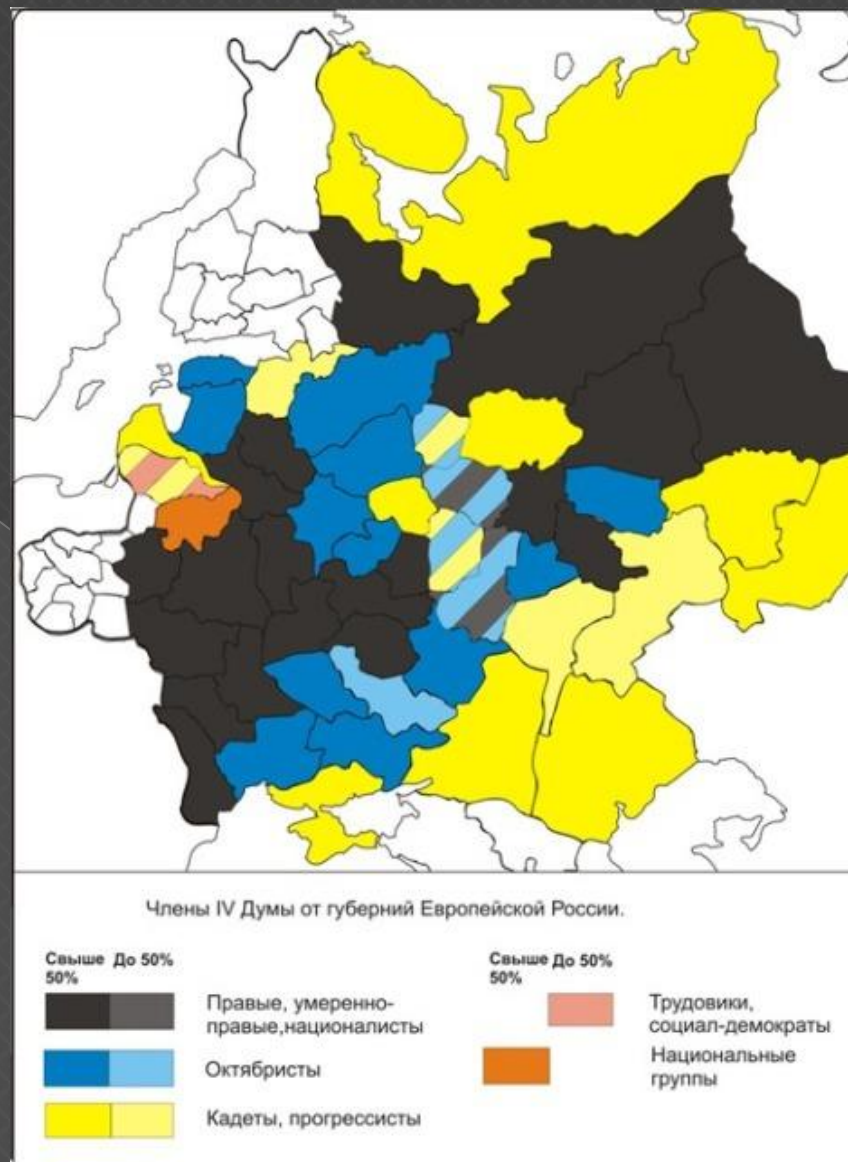 Члены IV Думы от губерний Европейской России.
Свыше До 50%
50%
Правые, умеренно-
правые,националисты
Октябристы
Кадеты, прогрессисты
Свыше До 50%
50%
Трудовики,
социал-демократы
Национальные
группы